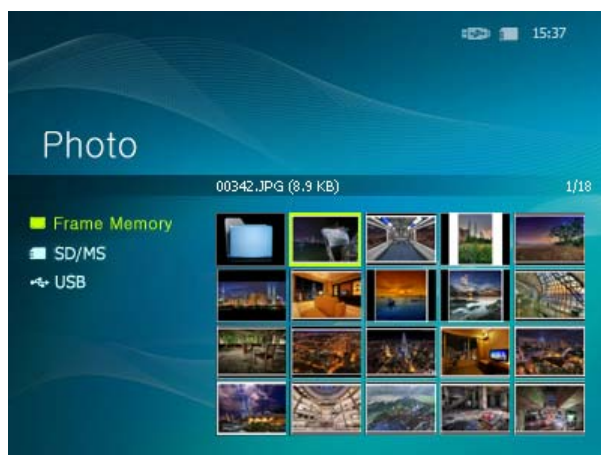 15:37
Photo
00342.JPG (8.9 KB) 1/18
Frame Memory
SD/MS
USB